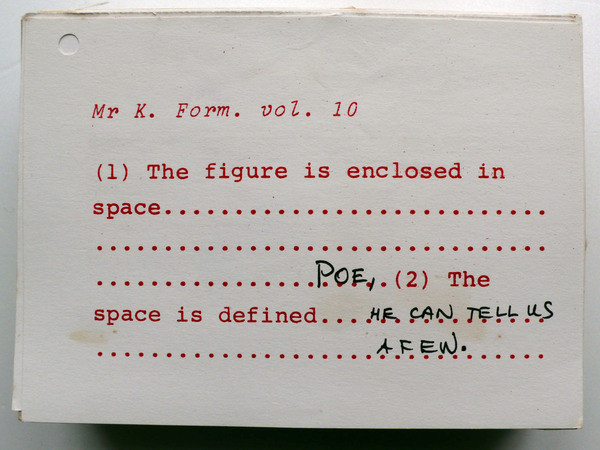 Mr K. Form. vol. 10
(1) The figure is enclosed in
space............................
.................................
......................POE, (2) The
space is defined...HE CAN TELL US
A FEW.